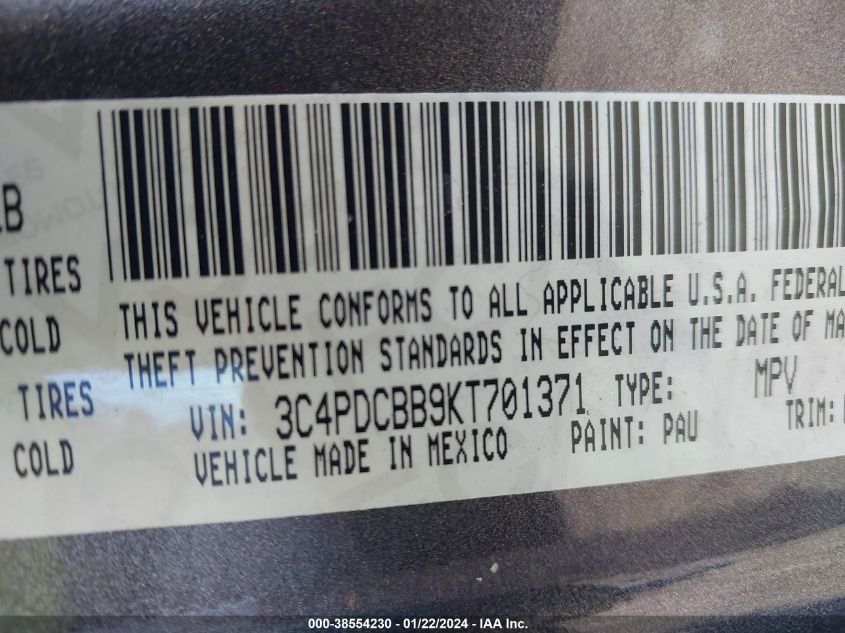 LB
TIRES
COLD
TIRES
COLD
THIS VEHICLE CONFORMS TO ALL APPLICABLE U.S.A. FEDERAL
THEFT PREVENTION STANDARDS IN EFFECT ON THE DATE OF MA
VIN: 3C4PDCBB9KT701371 TYPE: MPV
VEHICLE MADE IN MEXICO PAINT: PAU TRIM:
000-38554230 - 01/22/2024 - IAA Inc.